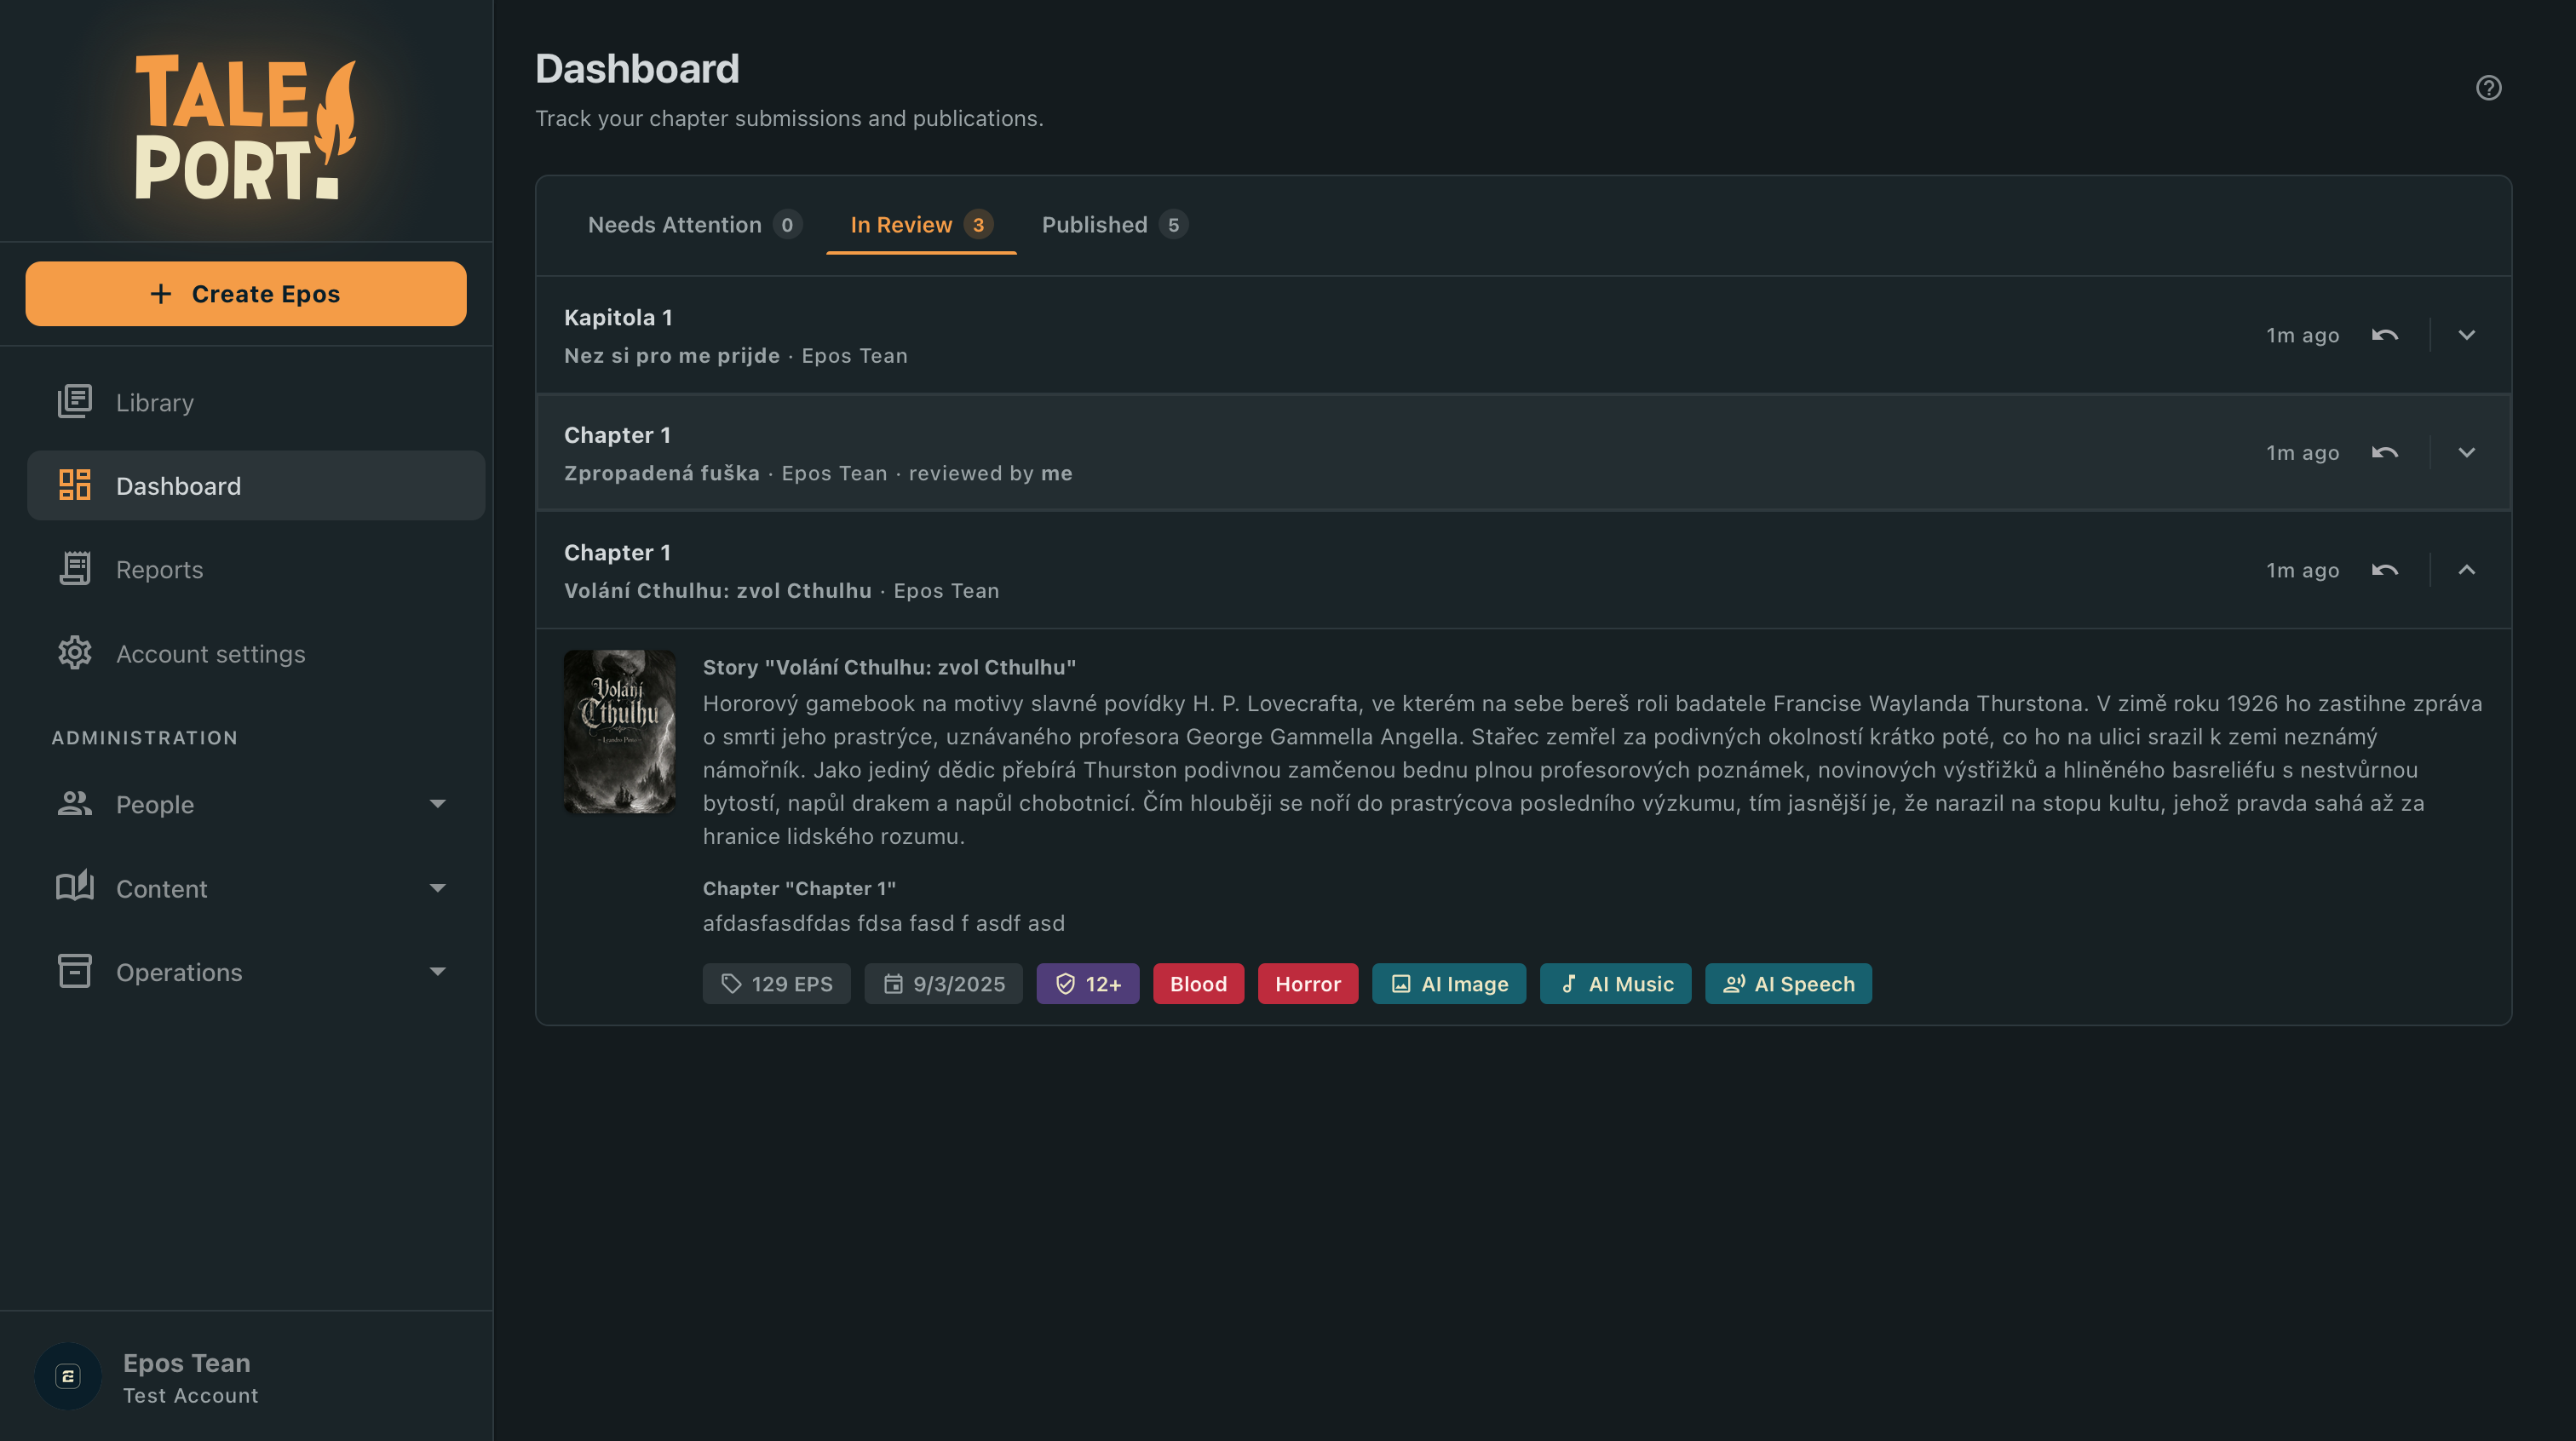 TALE
PORT
+ Create Epos
Library
Dashboard
Reports
Account settings
ADMINISTRATION
People
Content
Operations
Epos Tean
Test Account
Dashboard
Track your chapter submissions and publications.
Needs Attention 0 In Review 3 Published 5
Kapitola 1
Nez si pro me prijde · Epos Tean
1m ago
Chapter 1
Zpropadená fuška · Epos Tean · reviewed by me
1m ago
Chapter 1
Volání Cthulhu: zvol Cthulhu · Epos Tean
1m ago
Volání
Cthulhu
Story "Volání Cthulhu: zvol Cthulhu"
Hororový gamebook na motivy slavné povídky H. P. Lovecrafta, ve kterém na sebe bereš roli badatele Francise Waylanda Thurstona. V zimě roku 1926 ho zastihne zpráva
o smrti jeho prastrýce, uznávaného profesora George Gammella Angella. Stařec zemřel za podivných okolností krátko poté, co ho na ulici srazil k zemi neznámý
námořník. Jako jediný dědic přebírá Thurston podivnou zamčenou bednu plnou profesorových poznámek, novinových výstřižků a hliněného basreliéfu s nestvůrnou
bytostí, napůl drakem a napůl chobotnicí. Čím hlouběji se noří do prastrýcova posledního výzkumu, tím jasnější je, že narazil na stopu kultu, jehož pravda sahá až za
hranice lidského rozumu.
Chapter "Chapter 1"
afdasfasdfdas fdsa fasd f asdf asd
129 EPS 9/3/2025 12+ Blood Horror AI Image AI Music AI Speech